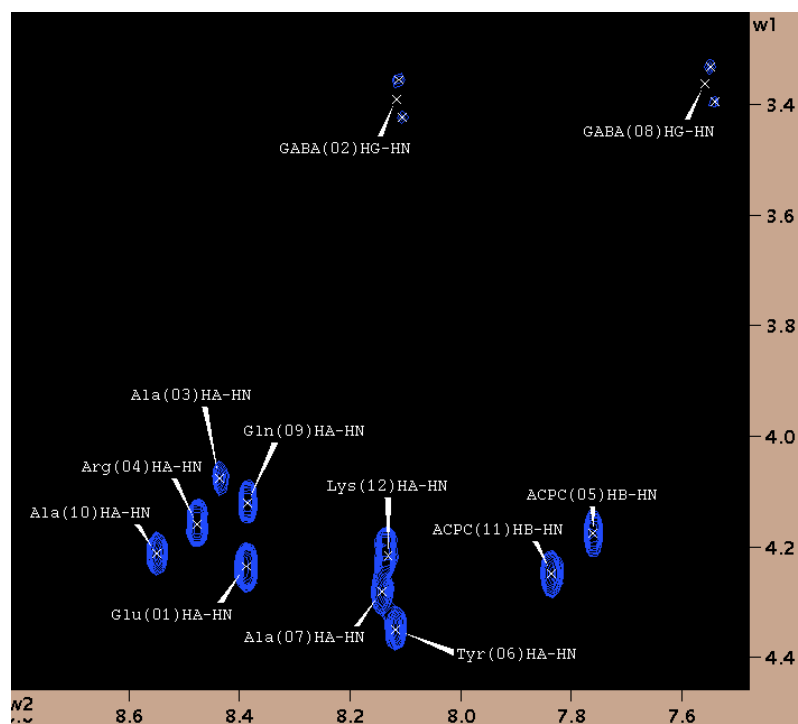 w1
3.4
GABA(02)HG-HN
GABA(08)HG-HN
3.6
3.8
Ala(03)HA-HN
4.0
Gln(09)HA-HN
Arg(04)HA-HN
Lys(12)HA-HN
ACPC(05)HB-HN
Ala(10)HA-HN
ACPC(11)HB-HN
4.2
Glu(01)HA-HN
Ala(07)HA-HN
Tyr(06)HA-HN
4.4
w2
8.6
8.4
8.2
8.0
7.8
7.6